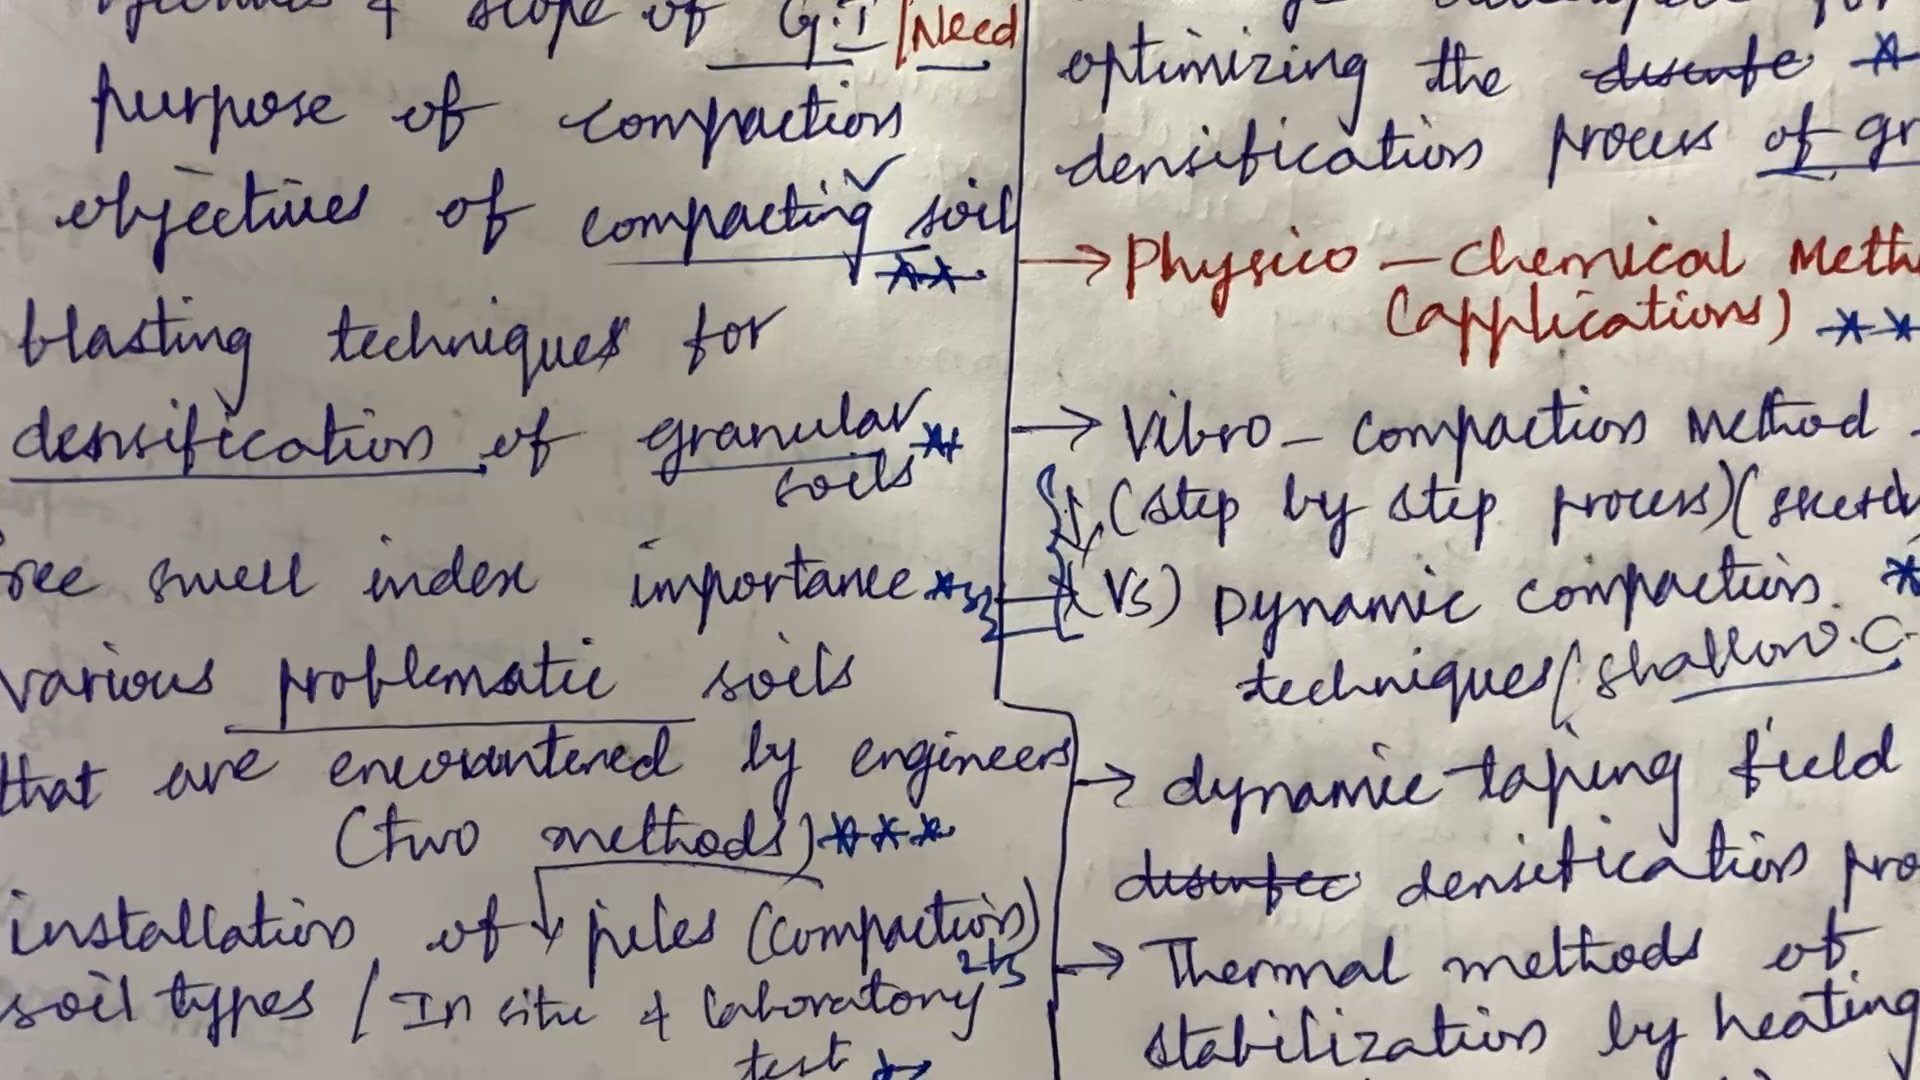 & scope of G.I / Need
purpose of compaction
objectives of compacting soil
blasting techniques for
densification of granular
soils
swell index importance
various problematic soils
that are encountered by engineers
(two methods)
installation of piles (compaction)
soil types / In situ & laboratory
test
optimizing the
densification process of gr
→ Physico - chemical Meth
(applications)
→ Vibro - compaction Method -
(step by step process) (sketch
(VS) Dynamic compaction.
techniques / shallow.C.
→ dynamic taping field
densification pro
→ Thermal methods of
stabilization by heating